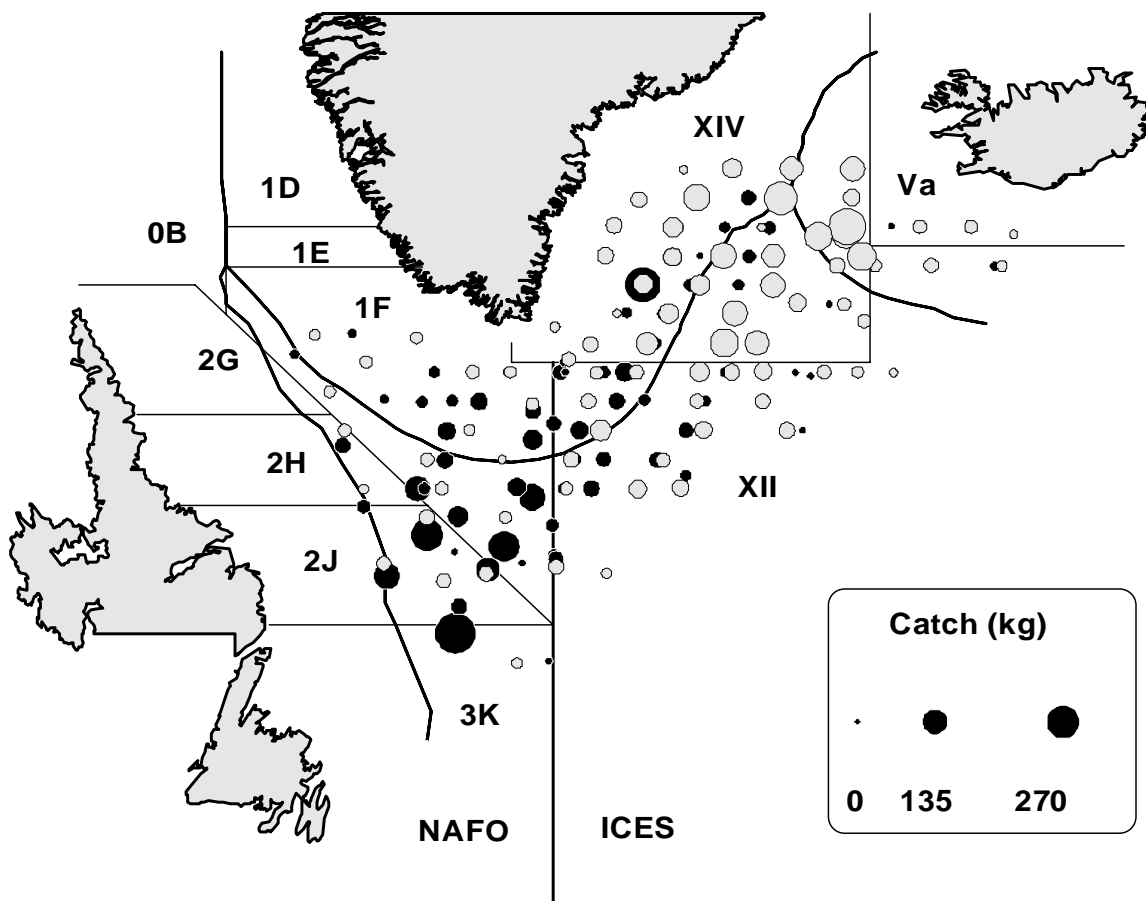 XIV
1D
Va
0B
1E
1F
2G
2H
XII
2J
Catch (kg)
3K
0 135 270
NAFO ICES